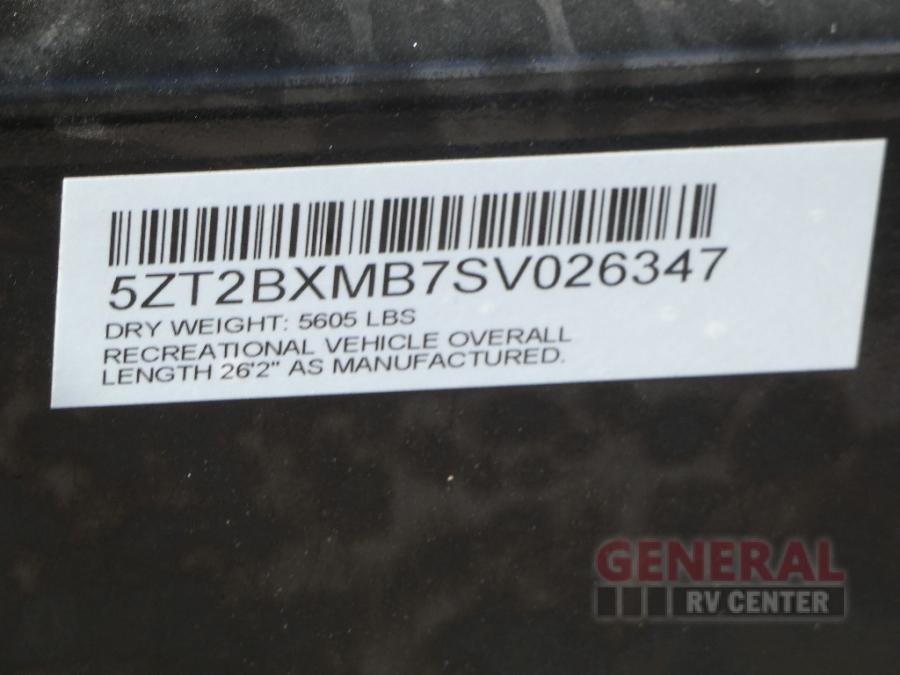 5ZT2BXMB7SV026347
DRY WEIGHT: 5605 LBS
RECREATIONAL VEHICLE OVERALL
LENGTH 26'2" AS MANUFACTURED.
GENERAL
RV CENTER